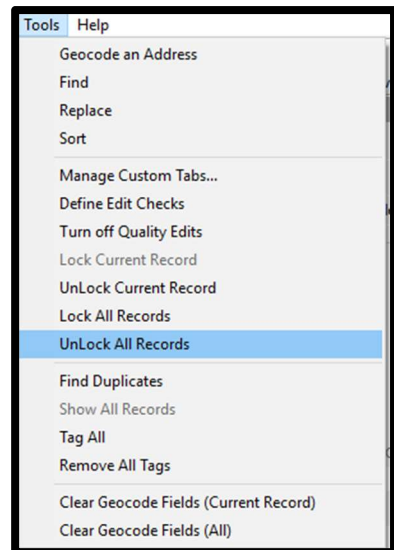 Tools Help
Geocode an Address
Find
Replace
Sort
Manage Custom Tabs...
Define Edit Checks
Turn off Quality Edits
Lock Current Record
UnLock Current Record
Lock All Records
UnLock All Records
Find Duplicates
Show All Records
Tag All
Remove All Tags
Clear Geocode Fields (Current Record)
Clear Geocode Fields (All)